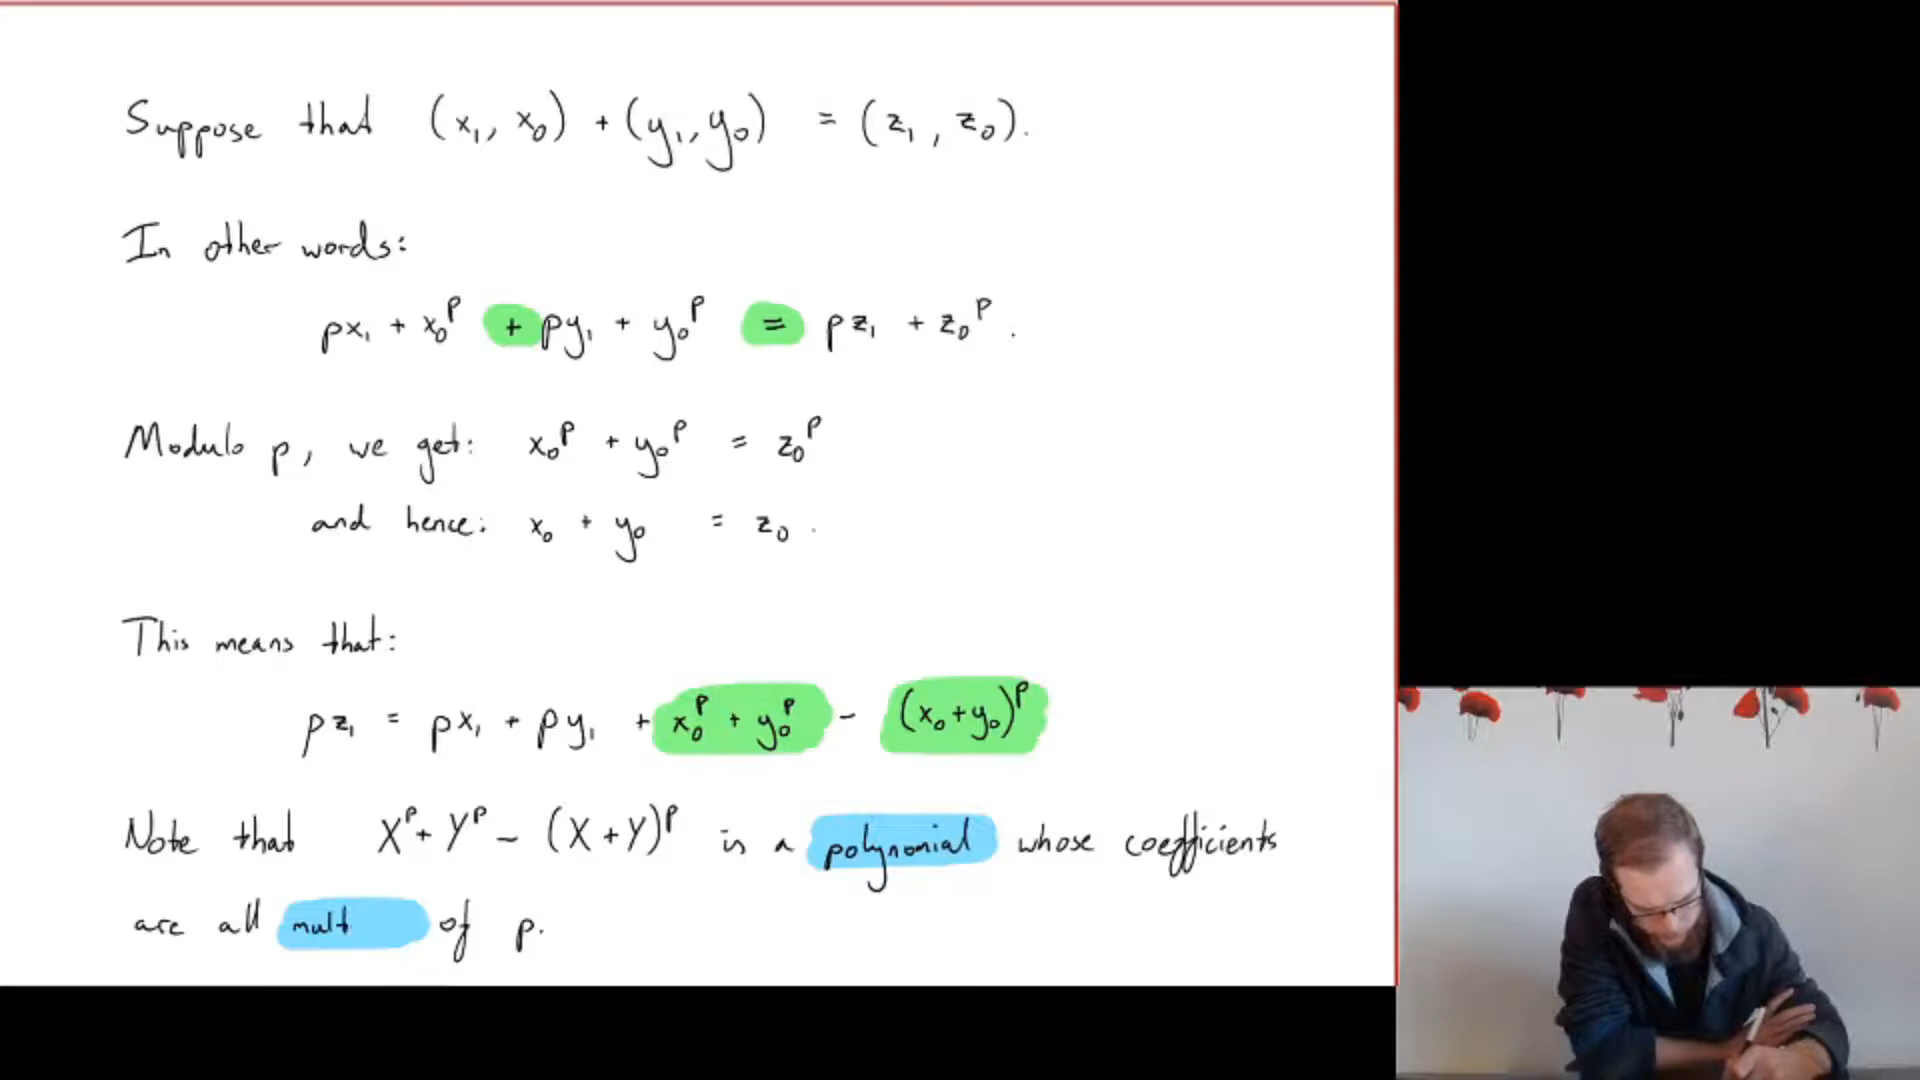 Suppose that (x₁, x₀) + (y₁, y₀) = (z₁, z₀).
In other words:
px₁ + x₀ᵖ + py₁ + y₀ᵖ = pz₁ + z₀ᵖ.
Modulo p, we get: x₀ᵖ + y₀ᵖ = z₀ᵖ
and hence: x₀ + y₀ = z₀.
This means that:
pz₁ = px₁ + py₁ + x₀ᵖ + y₀ᵖ - (x₀+y₀)ᵖ
Note that Xᵖ + Yᵖ - (X + Y)ᵖ is a polynomial whose coefficients
are all mult of p.